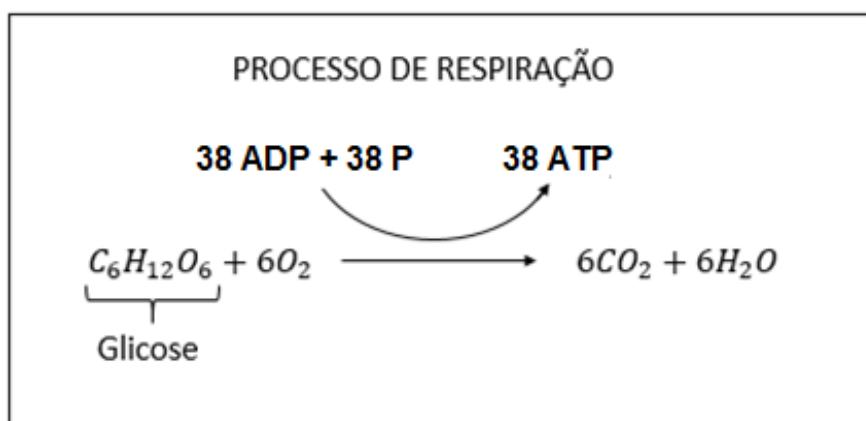 PROCESSO DE RESPIRAÇÃO
38 ADP + 38 P 38 ATP
C₆H₁₂O₆ + 6O₂ ⟶ 6CO₂ + 6H₂O
Glicose